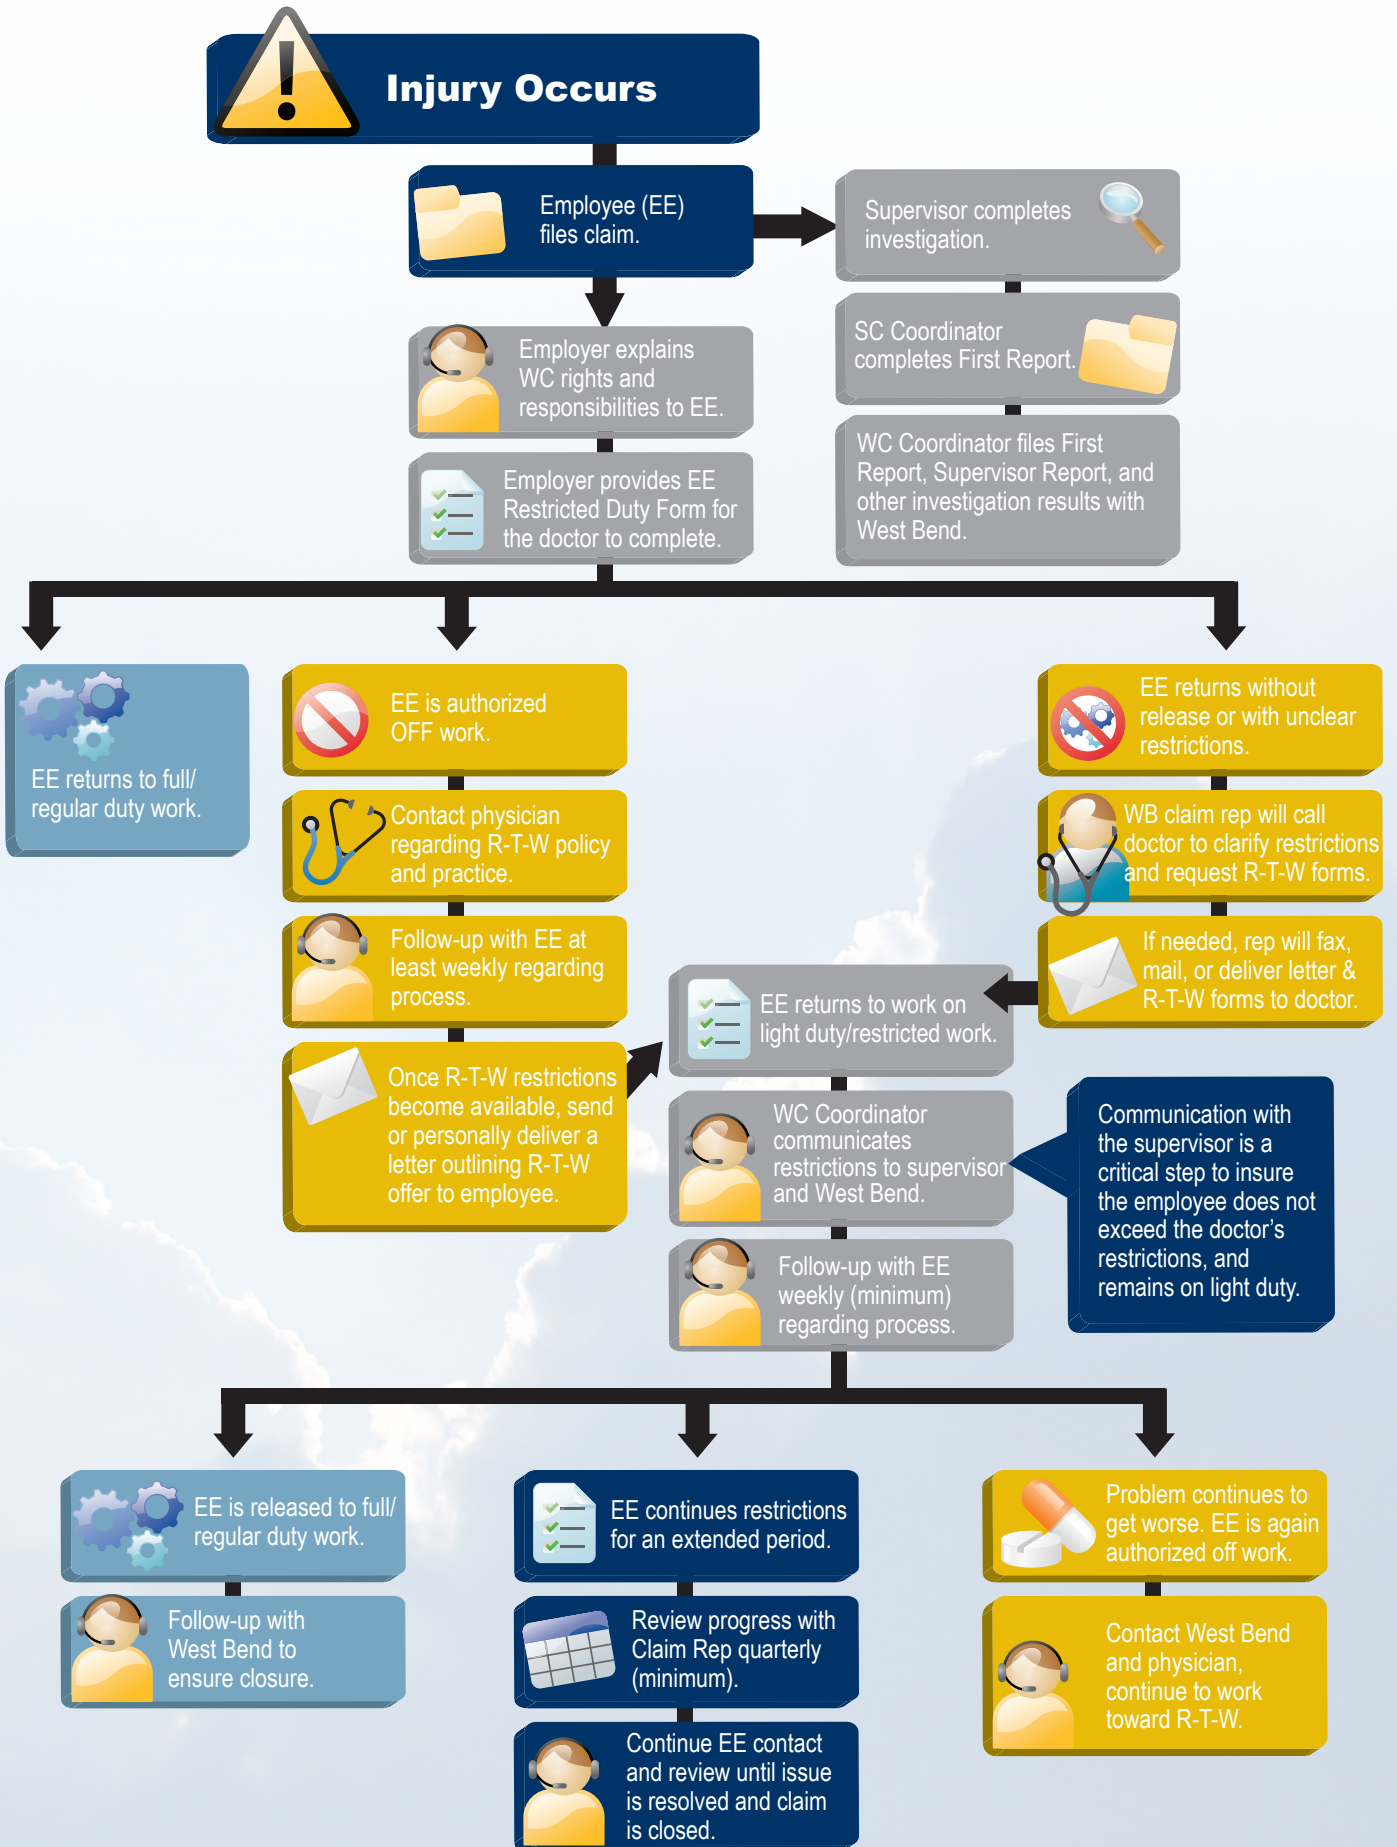 Injury Occurs
Employee (EE)
files claim.
Supervisor completes
investigation.
SC Coordinator
completes First Report.
WC Coordinator files First
Report, Supervisor Report, and
other investigation results with
West Bend.
Employer explains
WC rights and
responsibilities to EE.
Employer provides EE
Restricted Duty Form for
the doctor to complete.
EE returns to full/
regular duty work.
EE is authorized
OFF work.
Contact physician
regarding R-T-W policy
and practice.
Follow-up with EE at
least weekly regarding
process.
Once R-T-W restrictions
become available, send
or personally deliver a
letter outlining R-T-W
offer to employee.
EE returns without
release or with unclear
restrictions.
WB claim rep will call
doctor to clarify restrictions
and request R-T-W forms.
If needed, rep will fax,
mail, or deliver letter &
R-T-W forms to doctor.
EE returns to work on
light duty/restricted work.
WC Coordinator
communicates
restrictions to supervisor
and West Bend.
Communication with
the supervisor is a
critical step to insure
the employee does not
exceed the doctor's
restrictions, and
remains on light duty.
Follow-up with EE
weekly (minimum)
regarding process.
EE is released to full/
regular duty work.
Follow-up with
West Bend to
ensure closure.
EE continues restrictions
for an extended period.
Review progress with
Claim Rep quarterly
(minimum).
Continue EE contact
and review until issue
is resolved and claim
is closed.
Problem continues to
get worse. EE is again
authorized off work.
Contact West Bend
and physician,
continue to work
toward R-T-W.